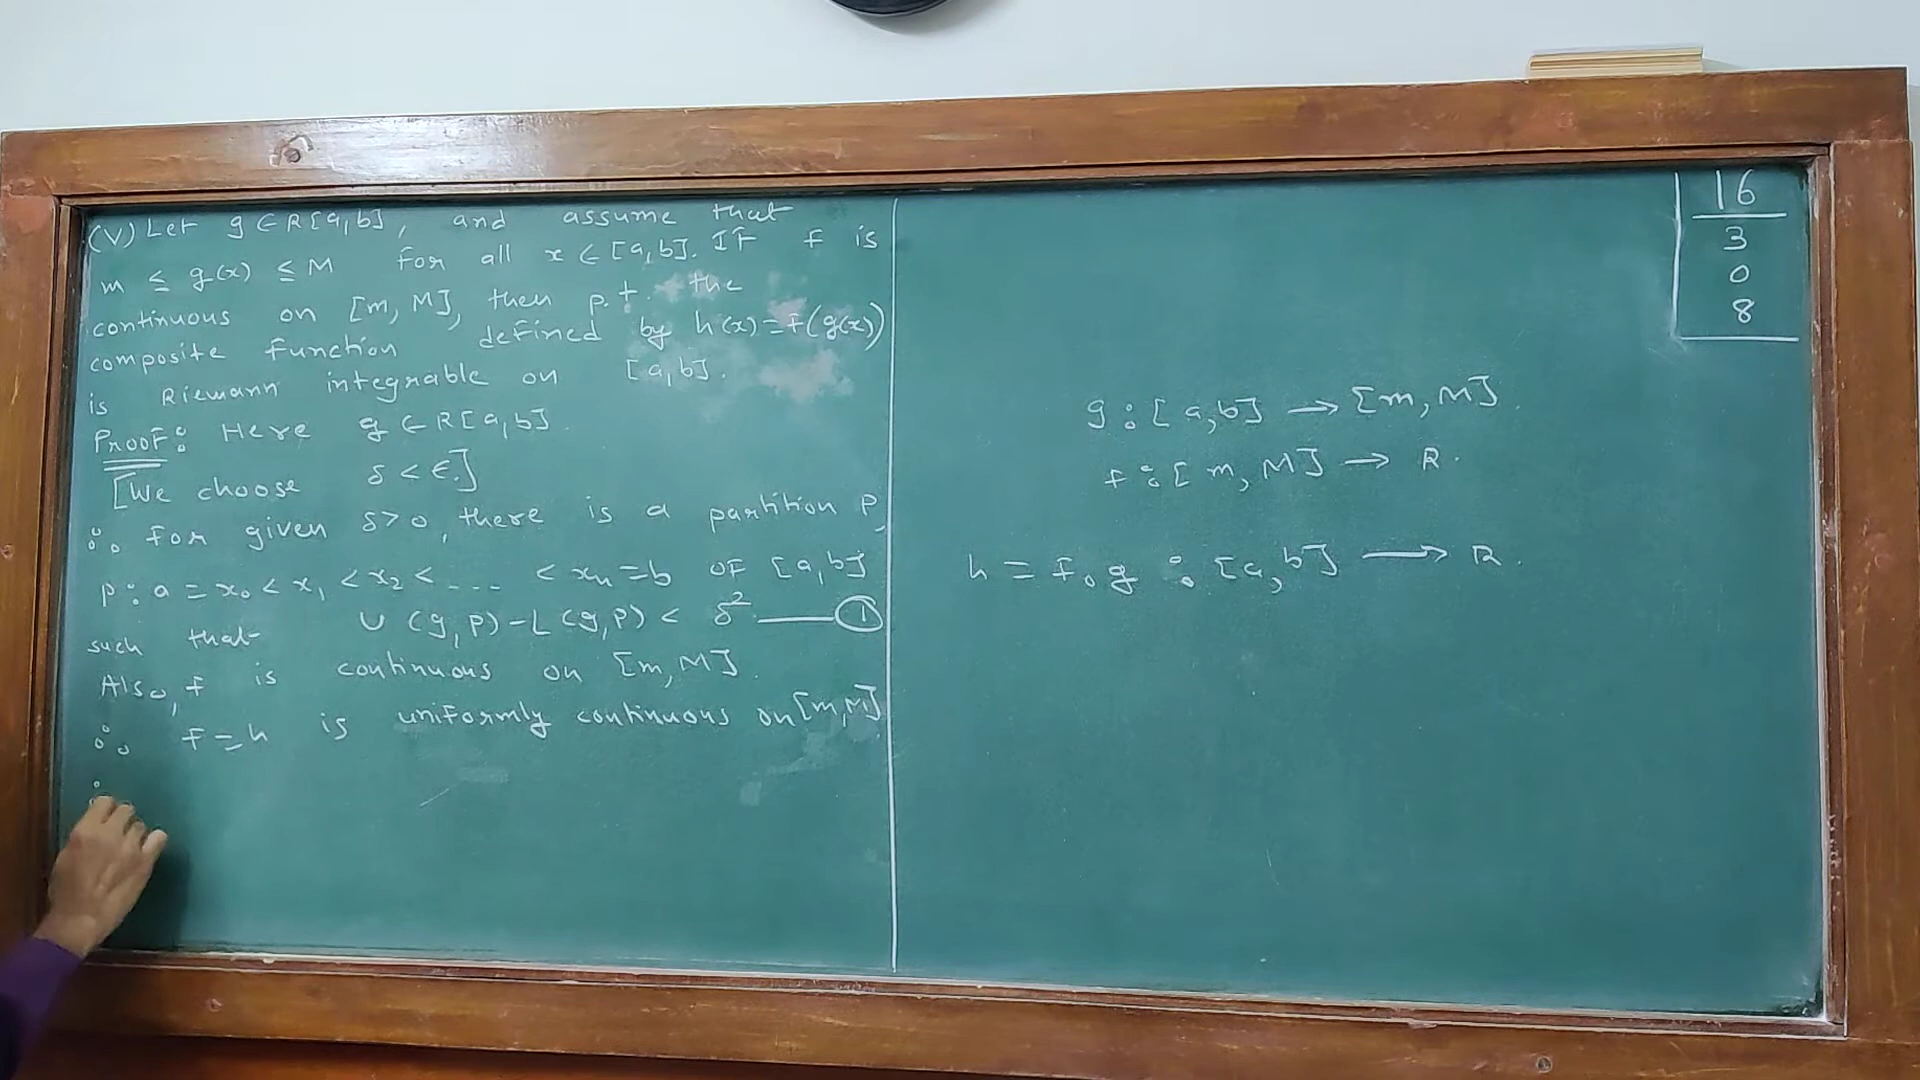 (V) Let g ∈ R[a,b], and assume that
m ≤ g(x) ≤ M for all x ∈ [a,b]. If f is
continuous on [m, M], then p.t. the
composite function defined by h(x) = f(g(x))
is Riemann integrable on [a,b].
Proof: Here g ∈ R[a,b].
[We choose δ < ε.]
∴ for given δ > 0, there is a partition P,
P: a = x₀ < x₁ < x₂ < --- < xₙ = b of [a,b]
such that U(g,P) - L(g,P) < δ² —— ①
Also, f is continuous on [m, M].
∴ f = h is uniformly continuous on [m,M]
16
3
0
8
g : [a,b] → [m, M].
f : [m, M] → R.
h = f∘g : [a,b] → R.